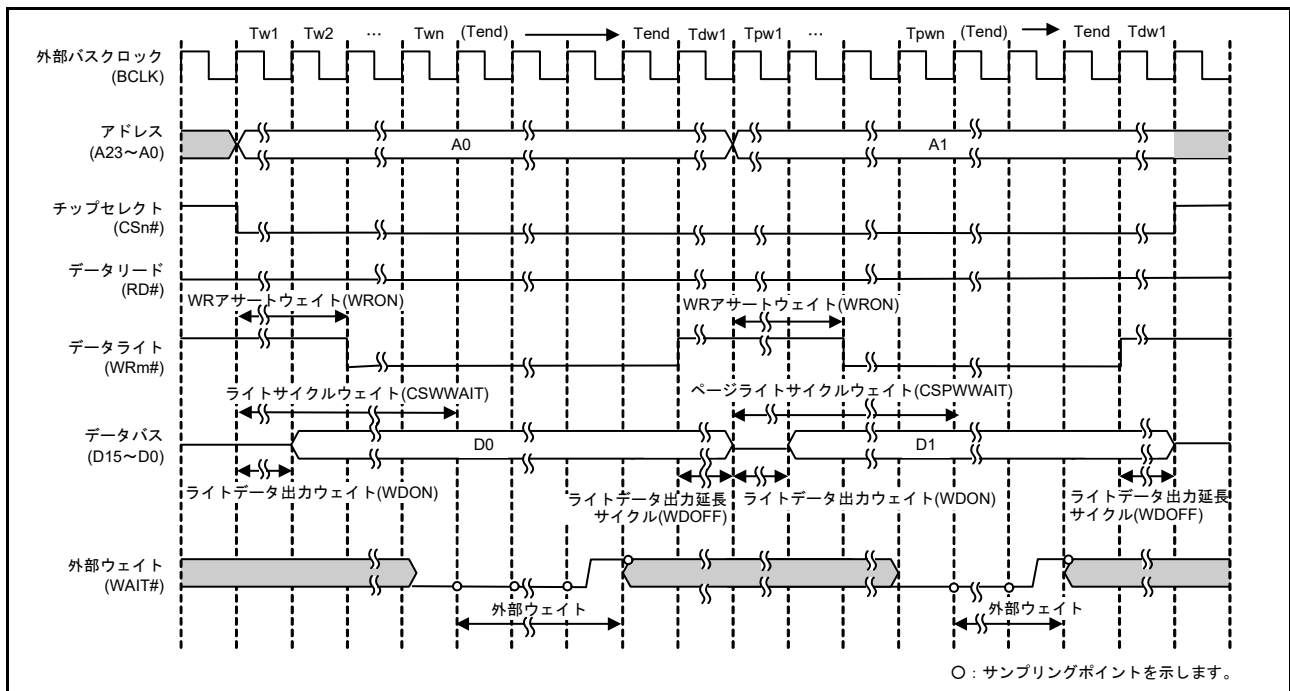 Tw1 Tw2 … Twn (Tend) Tend Tdw1 Tpw1 … Tpwn (Tend) Tend Tdw1
外部バスクロック
(BCLK)
アドレス
(A23～A0)
A0
A1
チップセレクト
(CSn#)
データリード
(RD#)
WRアサートウェイト(WRON)
WRアサートウェイト(WRON)
データライト
(WRm#)
ライトサイクルウェイト(CSWWAIT)
ページライトサイクルウェイト(CSPWWAIT)
データバス
(D15～D0)
D0
D1
ライトデータ出力ウェイト(WDON)
ライトデータ出力延長
サイクル(WDOFF)
ライトデータ出力ウェイト(WDON)
ライトデータ出力延長
サイクル(WDOFF)
外部ウェイト
(WAIT#)
外部ウェイト
外部ウェイト
○：サンプリングポイントを示します。